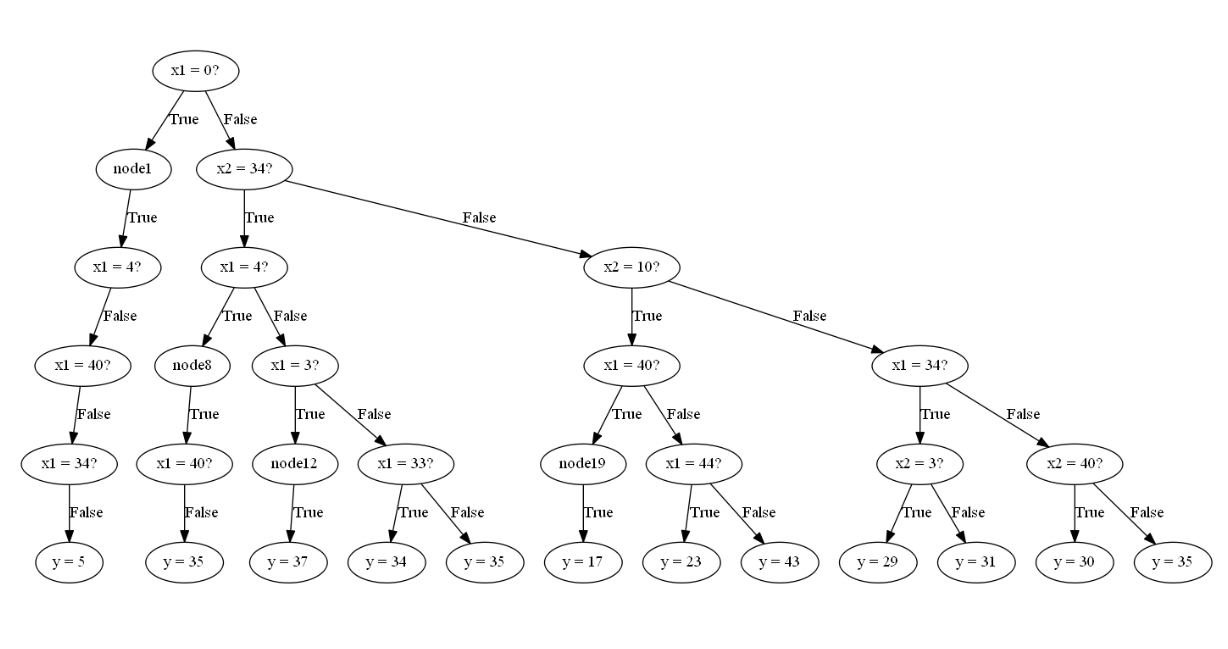 x1 = 0?
True
False
node1
x2 = 34?
True
True
False
x1 = 4?
x1 = 4?
x2 = 10?
False
True
False
True
False
x1 = 40?
node8
x1 = 3?
x1 = 40?
x1 = 34?
False
True
True
False
True
False
True
False
x1 = 34?
x1 = 40?
node12
x1 = 33?
node19
x1 = 44?
x2 = 3?
x2 = 40?
False
False
True
True
False
True
True
False
True
False
True
False
y = 5
y = 35
y = 37
y = 34
y = 35
y = 17
y = 23
y = 43
y = 29
y = 31
y = 30
y = 35